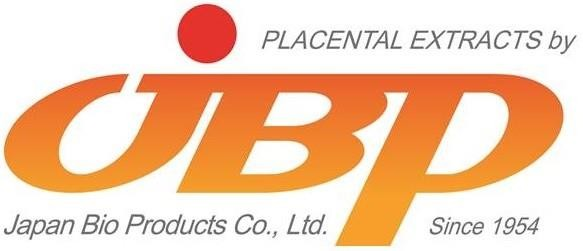 PLACENTAL EXTRACTS by
JBP
Japan Bio Products Co., Ltd. Since 1954